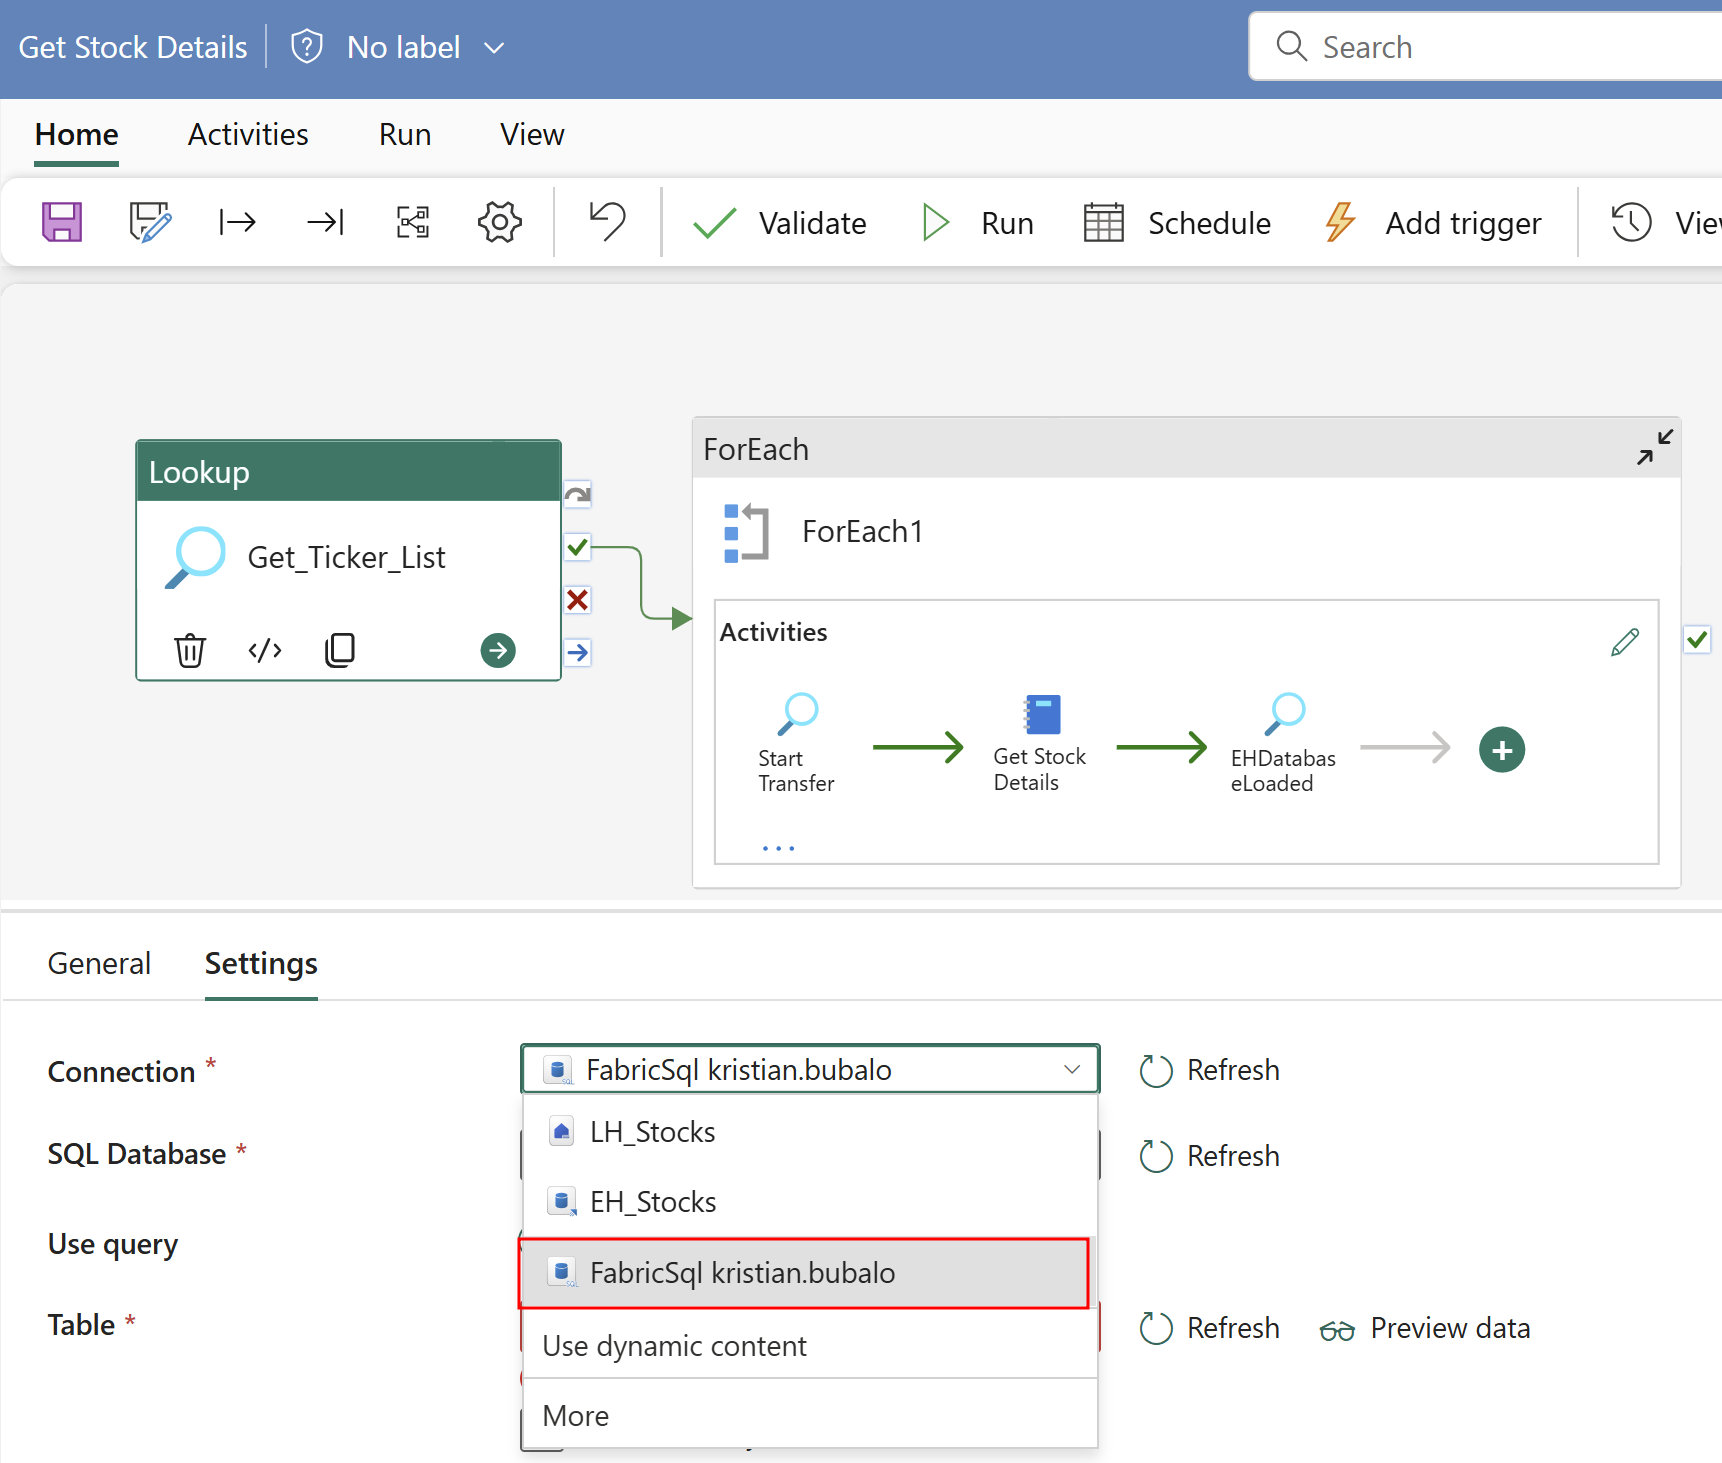 Get Stock Details
No label
Search
Home
Activities
Run
View
Validate
Run
Schedule
Add trigger
Lookup
Get_Ticker_List
ForEach
ForEach1
Activities
Start
Transfer
Get Stock
Details
EHDatabas
eLoaded
...
General
Settings
Connection *
FabricSql kristian.bubalo
Refresh
LH_Stocks
SQL Database *
Refresh
EH_Stocks
Use query
FabricSql kristian.bubalo
Table *
Refresh
Preview data
Use dynamic content
More